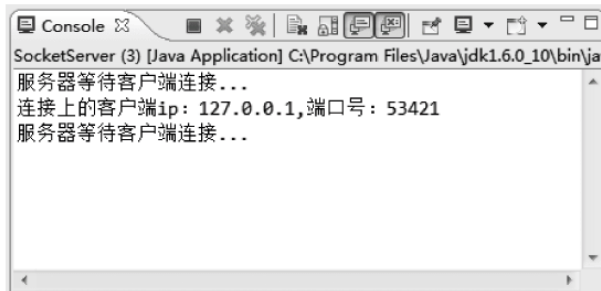 Console
SocketServer (3) [Java Application] C:\Program Files\Java\jdk1.6.0_10\bin\ja
服务器等待客户端连接...
连接上的客户端ip：127.0.0.1,端口号：53421
服务器等待客户端连接...